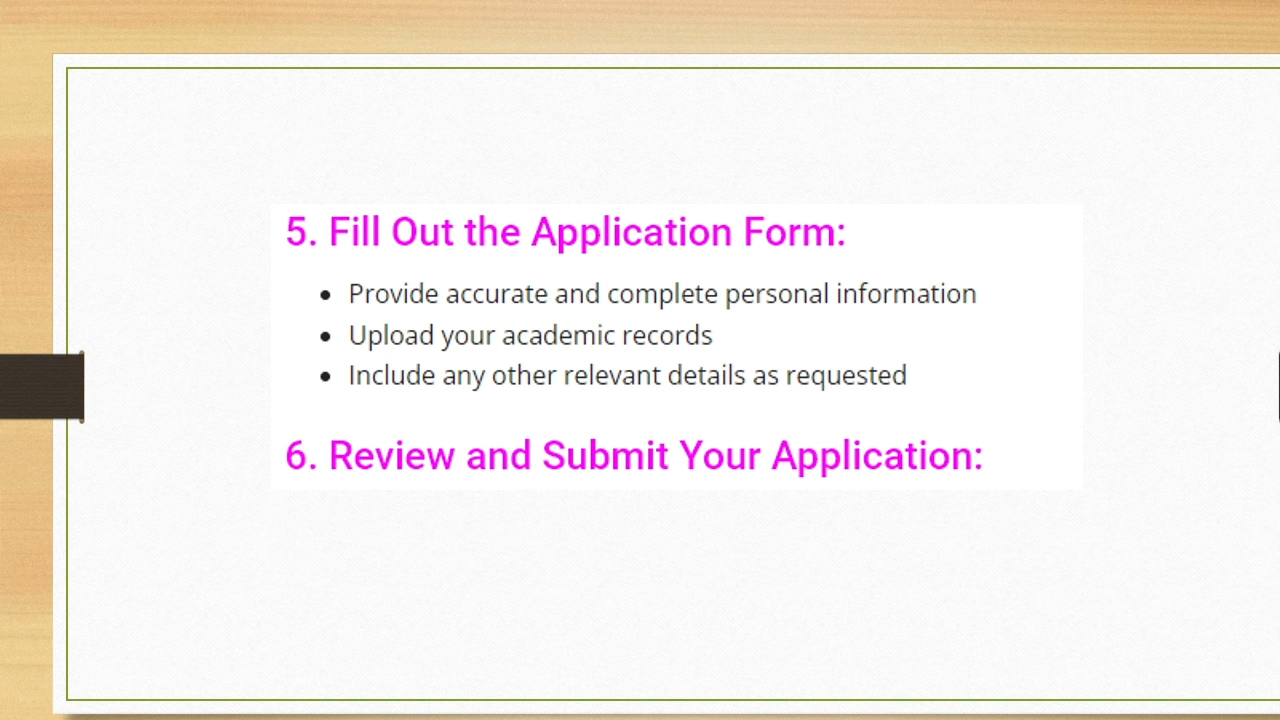 5. Fill Out the Application Form:
• Provide accurate and complete personal information
• Upload your academic records
• Include any other relevant details as requested
6. Review and Submit Your Application: